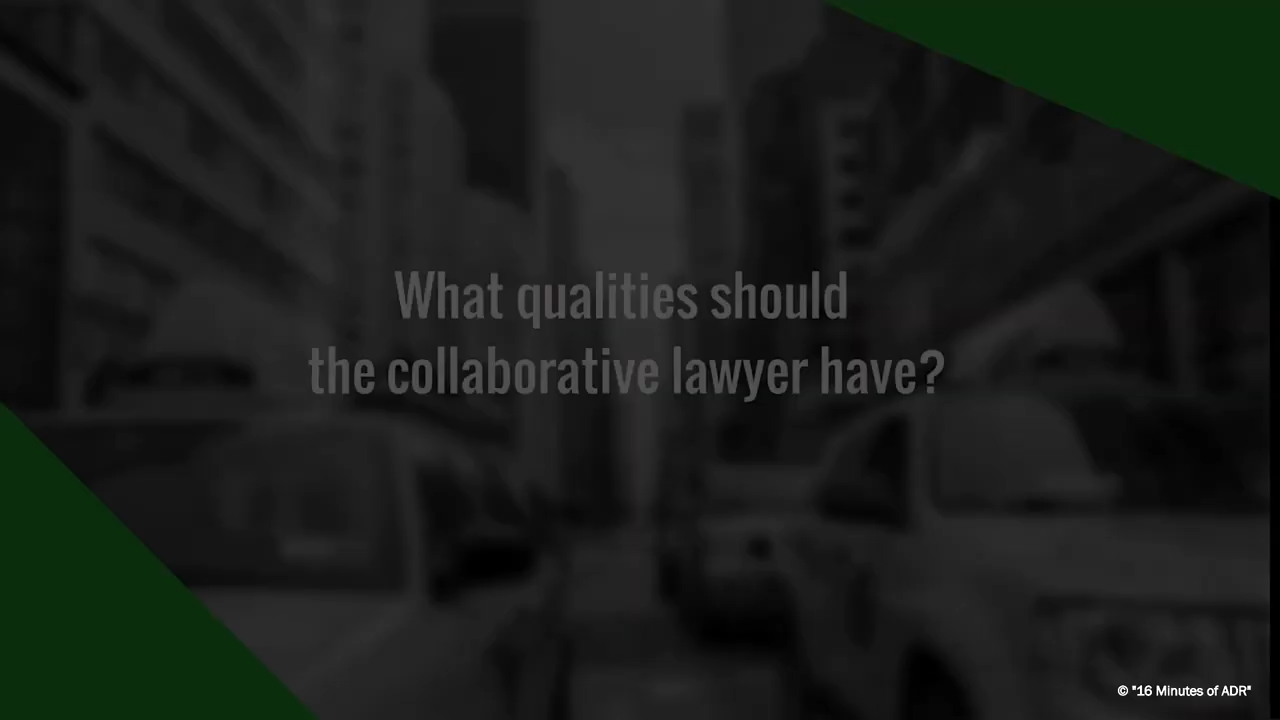 What qualities should
the collaborative lawyer have?
© "16 Minutes of ADR"